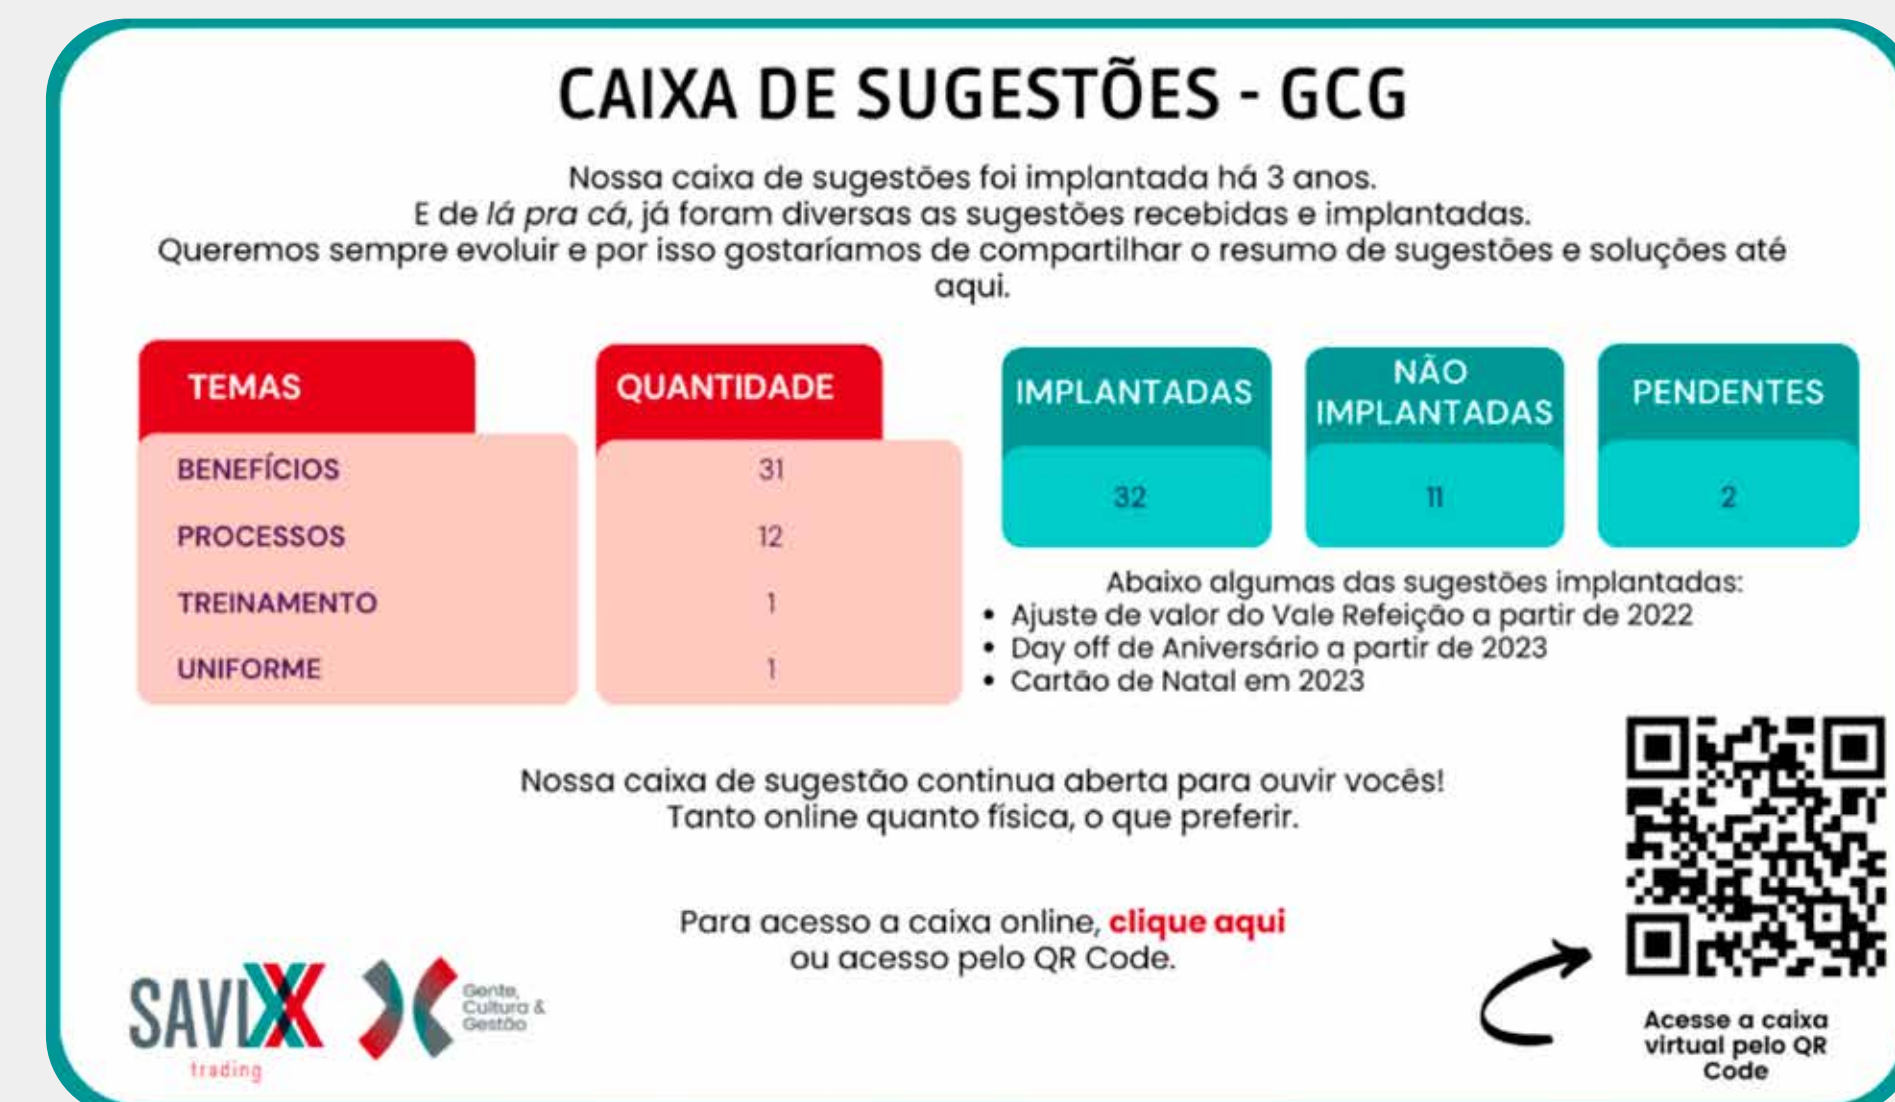 CAIXA DE SUGESTÕES - GCG
Nossa caixa de sugestões foi implantada há 3 anos.
E de lá pra cá, já foram diversas as sugestões recebidas e implantadas.
Queremos sempre evoluir e por isso gostaríamos de compartilhar o resumo de sugestões e soluções até
aqui.
TEMAS QUANTIDADE
BENEFÍCIOS 31
PROCESSOS 12
TREINAMENTO 1
UNIFORME 1
IMPLANTADAS NÃO IMPLANTADAS PENDENTES
32 11 2
Abaixo algumas das sugestões implantadas:
• Ajuste de valor do Vale Refeição a partir de 2022
• Day off de Aniversário a partir de 2023
• Cartão de Natal em 2023
Nossa caixa de sugestão continua aberta para ouvir vocês!
Tanto online quanto física, o que preferir.
Para acesso a caixa online, clique aqui
ou acesso pelo QR Code.
SAVIXX
trading
Gente,
Cultura &
Gestão
Acesse a caixa
virtual pelo QR
Code